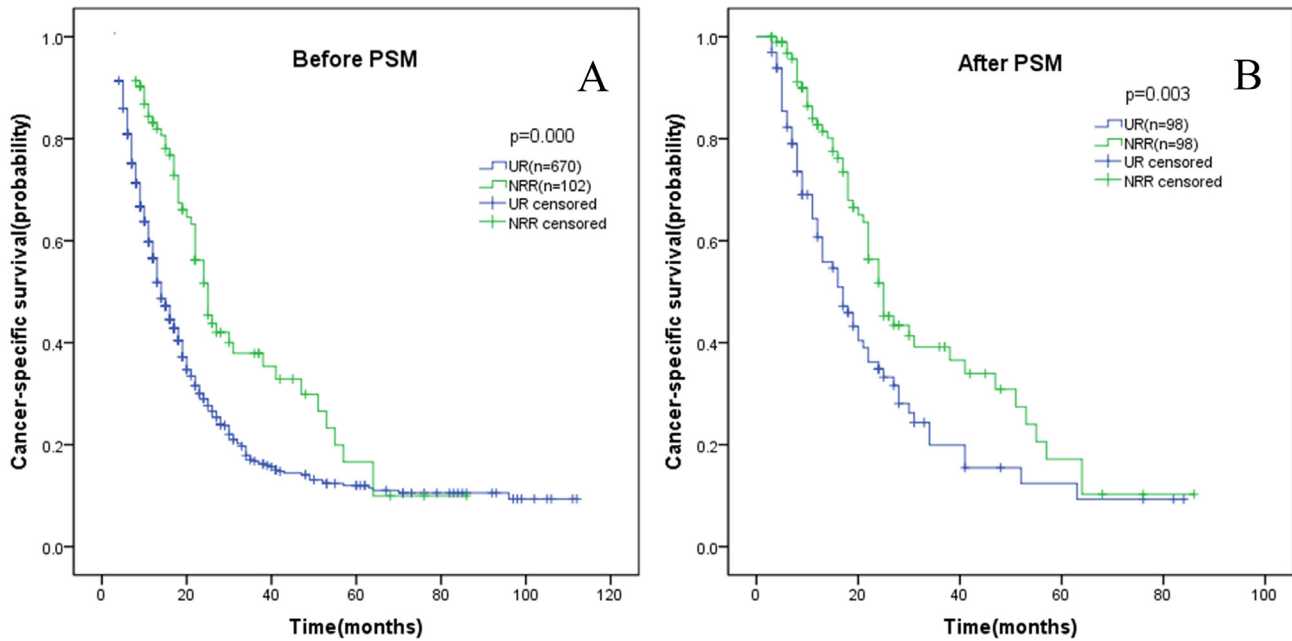 Before PSM
A
p=0.000
UR(n=670)
NRR(n=102)
UR censored
NRR censored
Cancer-specific survival(probability)
1.0
0.8
0.6
0.4
0.2
0.0
0 20 40 60 80 100 120
Time(months)
After PSM
B
p=0.003
UR(n=98)
NRR(n=98)
UR censored
NRR censored
Cancer-specific survival(probability)
1.0
0.8
0.6
0.4
0.2
0.0
0 20 40 60 80 100
Time(months)